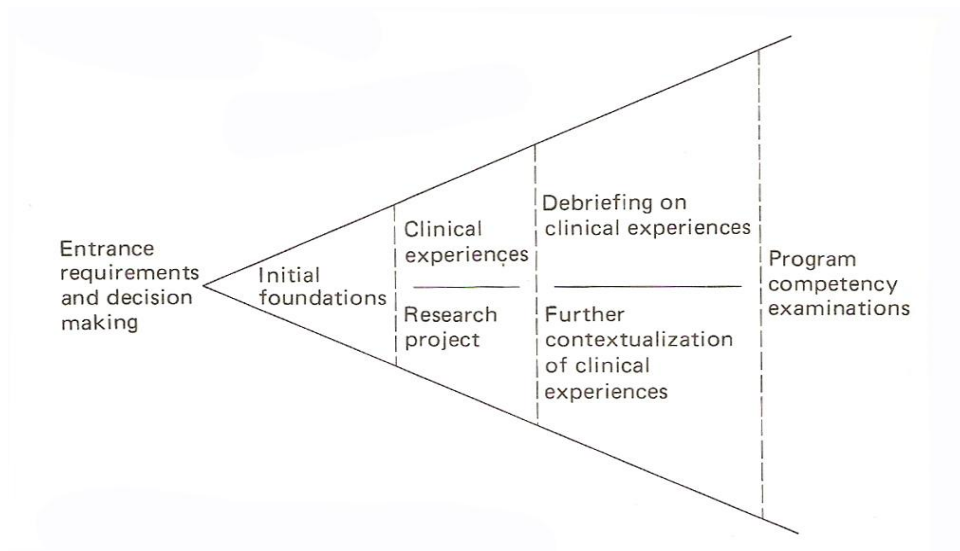 Entrance
requirements
and decision
making
Initial
foundations
Clinical
experiences
Research
project
Debriefing on
clinical experiences
Further
contextualization
of clinical
experiences
Program
competency
examinations